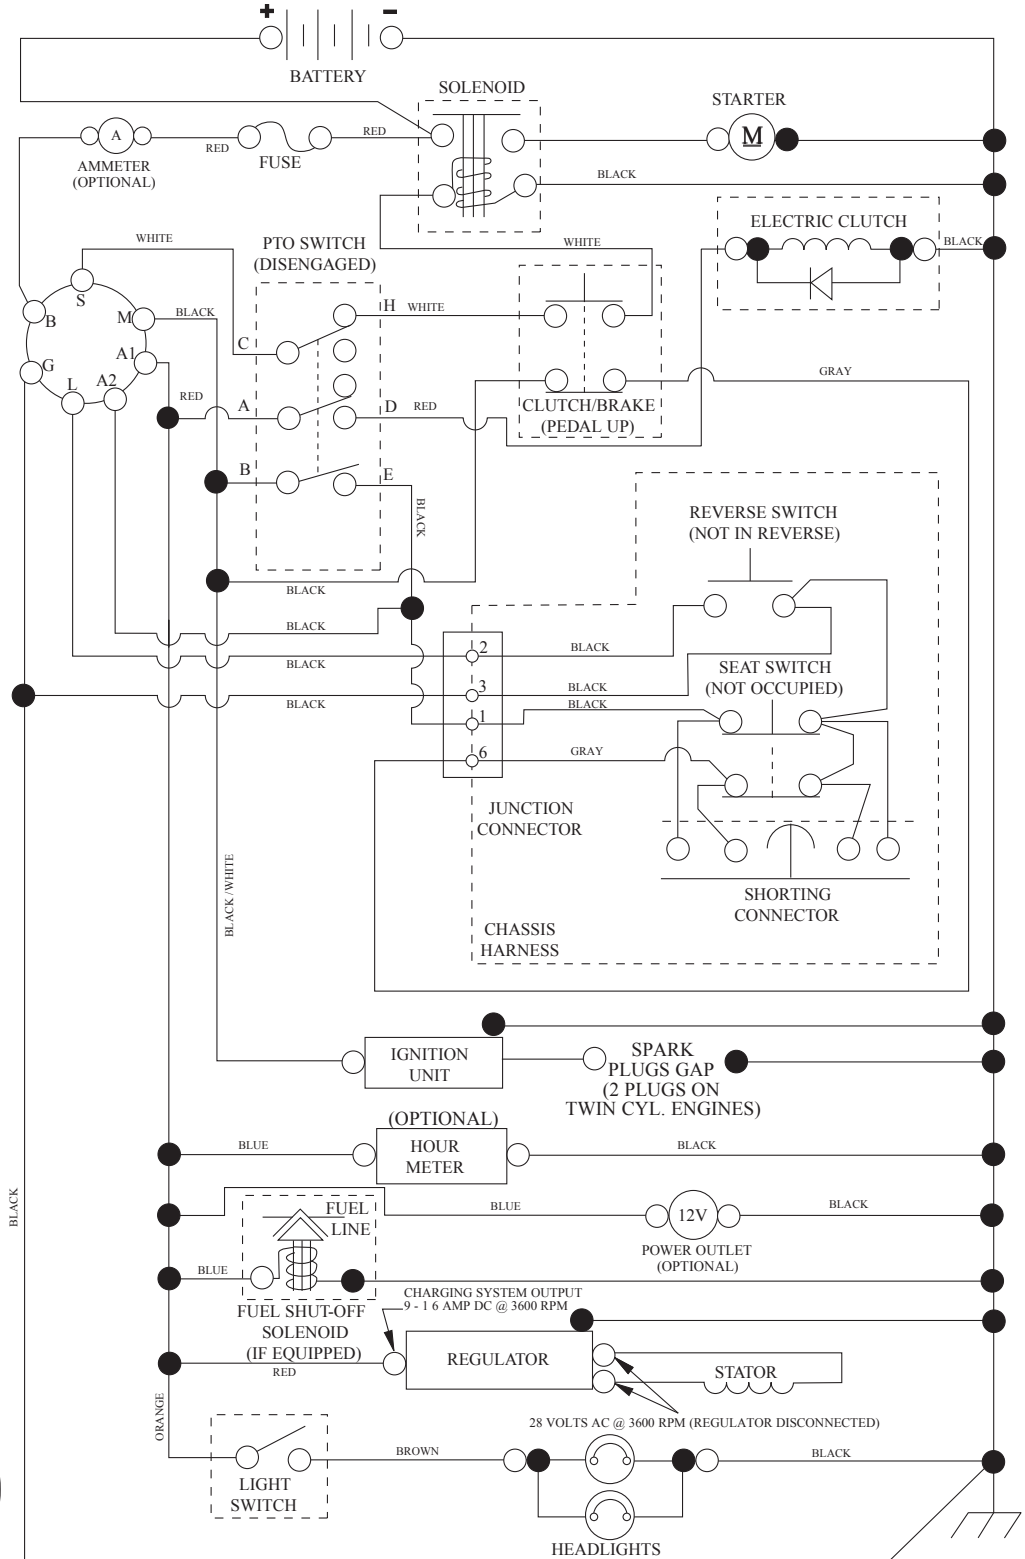 + -
BATTERY
SOLENOID
STARTER
A
RED
FUSE
RED
M
AMMETER
(OPTIONAL)
BLACK
WHITE
PTO SWITCH
(DISENGAGED)
WHITE
ELECTRIC CLUTCH
BLACK
S
B
M
BLACK
H
WHITE
C
A1
G
L
A2
RED
A
D
RED
GRAY
CLUTCH/BRAKE
(PEDAL UP)
B
E
BLACK
REVERSE SWITCH
(NOT IN REVERSE)
BLACK
BLACK
BLACK
2
BLACK
SEAT SWITCH
(NOT OCCUPIED)
3
BLACK
BLACK
BLACK
1
6
GRAY
JUNCTION
CONNECTOR
BLACK / WHITE
SHORTING
CONNECTOR
CHASSIS
HARNESS
IGNITION
UNIT
SPARK
PLUGS GAP
(2 PLUGS ON
TWIN CYL. ENGINES)
(OPTIONAL)
BLUE
HOUR
METER
BLACK
BLACK
FUEL
LINE
BLUE
12V
BLACK
POWER OUTLET
(OPTIONAL)
BLUE
CHARGING SYSTEM OUTPUT
9 - 1 6 AMP DC @ 3600 RPM
FUEL SHUT-OFF
SOLENOID
(IF EQUIPPED)
RED
REGULATOR
STATOR
28 VOLTS AC @ 3600 RPM (REGULATOR DISCONNECTED)
ORANGE
BROWN
BLACK
LIGHT
SWITCH
HEADLIGHTS